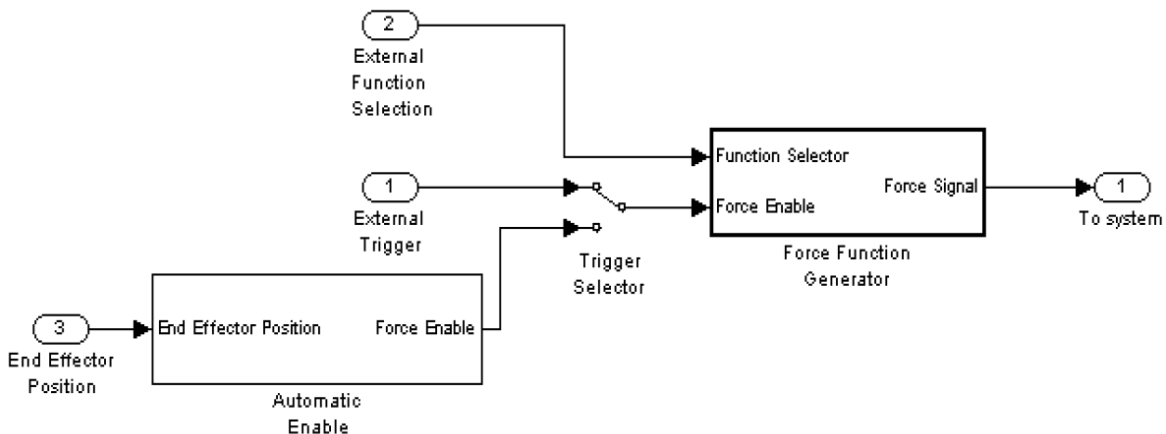 2
External
Function
Selection
1
External
Trigger
Trigger
Selector
Function Selector
Force Enable
Force Signal
Force Function
Generator
1
To system
3
End Effector
Position
End Effector Position
Force Enable
Automatic
Enable